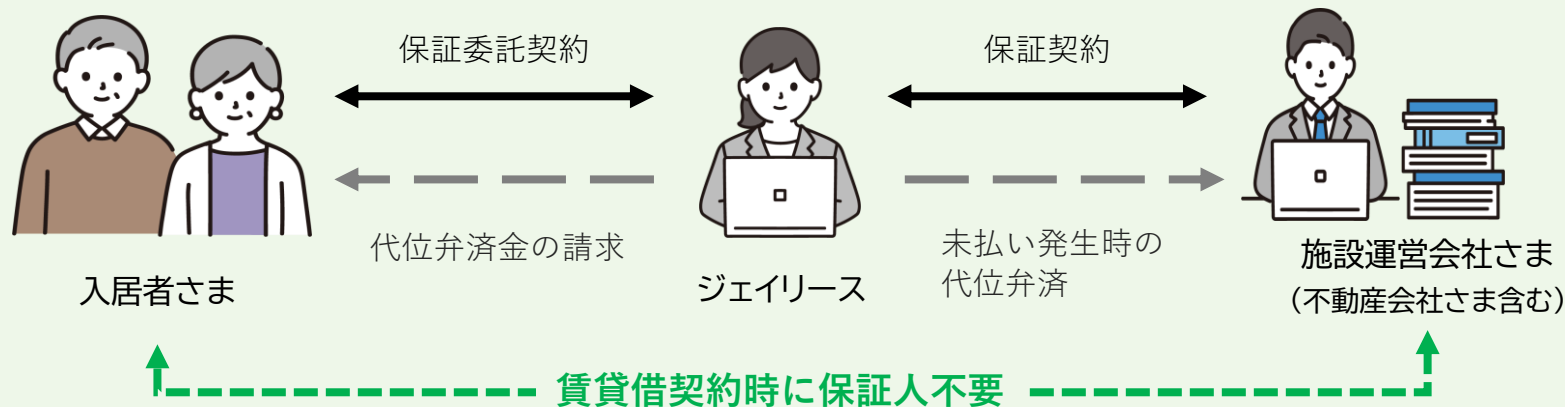 保証委託契約
保証契約
代位弁済金の請求
未払い発生時の
代位弁済
入居者さま
ジェイリース
施設運営会社さま
（不動産会社さま含む）
賃貸借契約時に保証人不要